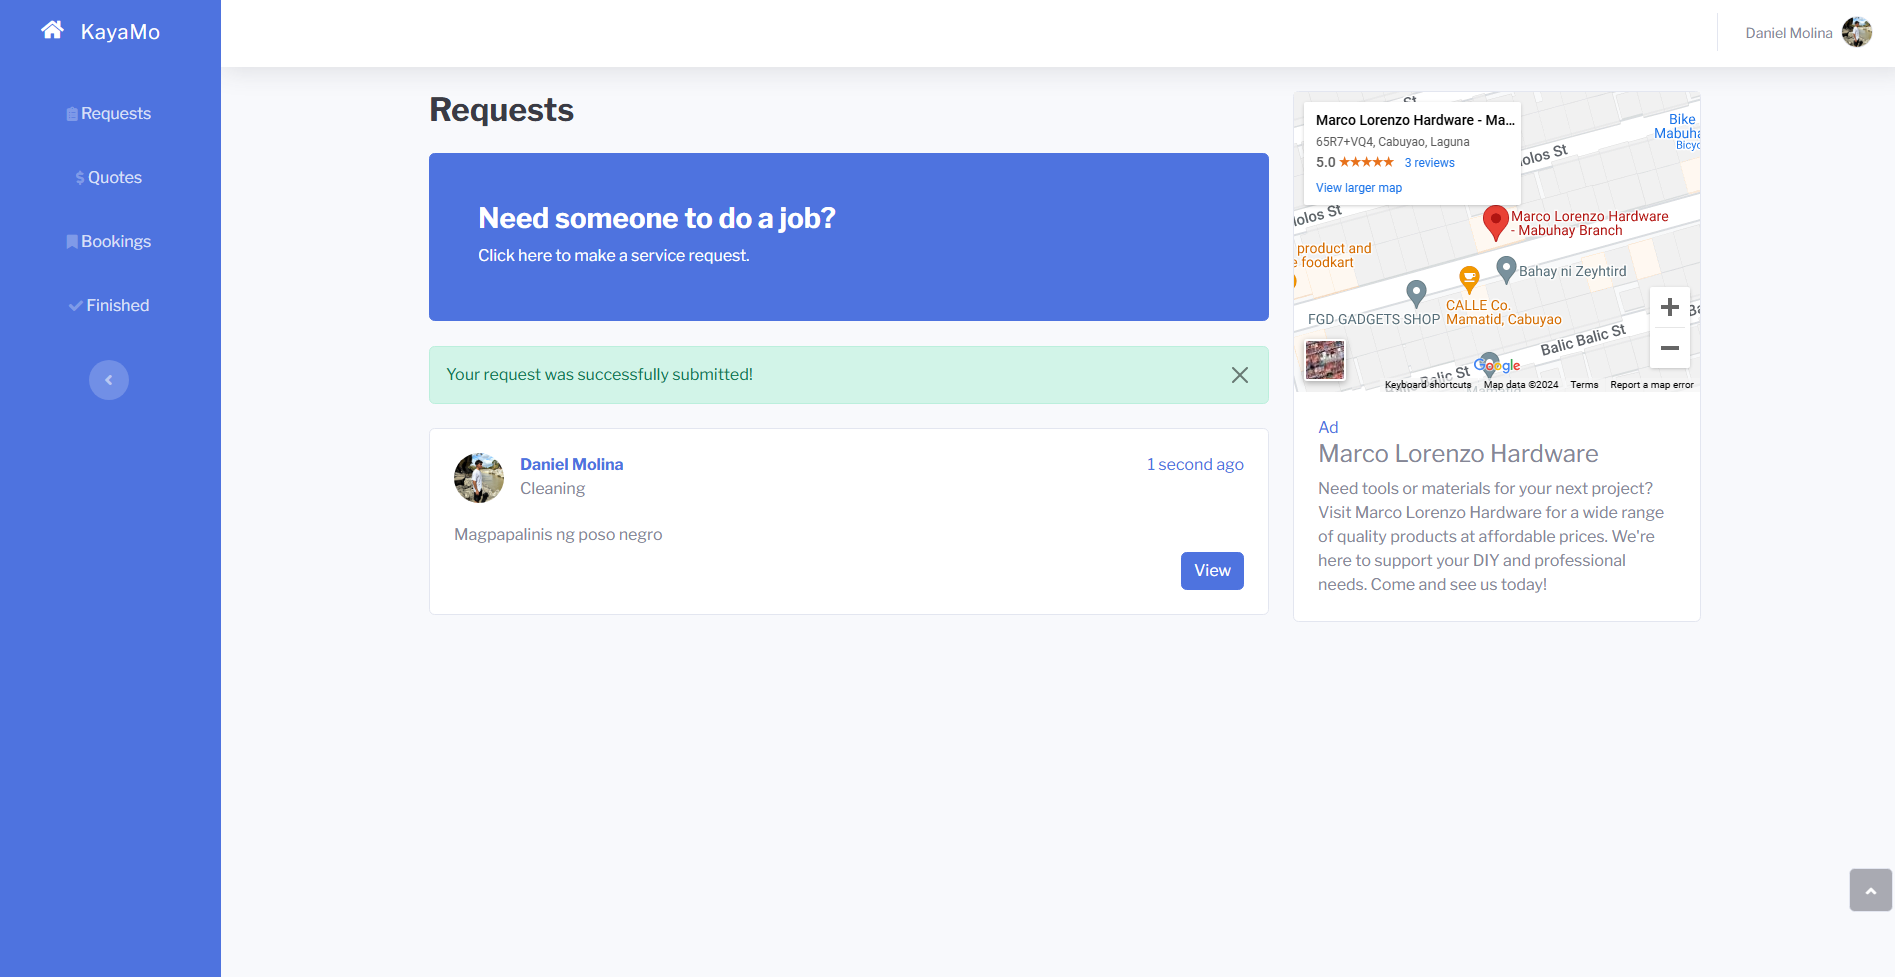 KayaMo
Requests
Quotes
Bookings
Finished
Daniel Molina
Requests
Need someone to do a job?
Click here to make a service request.
Your request was successfully submitted!
Daniel Molina
Cleaning
1 second ago
Magpapalinis ng poso negro
View
St
Marco Lorenzo Hardware - Ma...
65R7+VQ4, Cabuyao, Laguna
5.0 ★★★★★ 3 reviews
View larger map
Bike
Mabuha
Bicyc
olos St
olos St
Marco Lorenzo Hardware
- Mabuhay Branch
product and
e foodkart
Bahay ni Zeyhtird
CALLE Co.
Mamatid, Cabuyao
FGD GADGETS SHOP
Balic Balic St
Ba
Balic St
Google
Keyboard shortcuts
Map data ©2024
Terms
Report a map error
Ad
Marco Lorenzo Hardware
Need tools or materials for your next project?
Visit Marco Lorenzo Hardware for a wide range
of quality products at affordable prices. We're
here to support your DIY and professional
needs. Come and see us today!